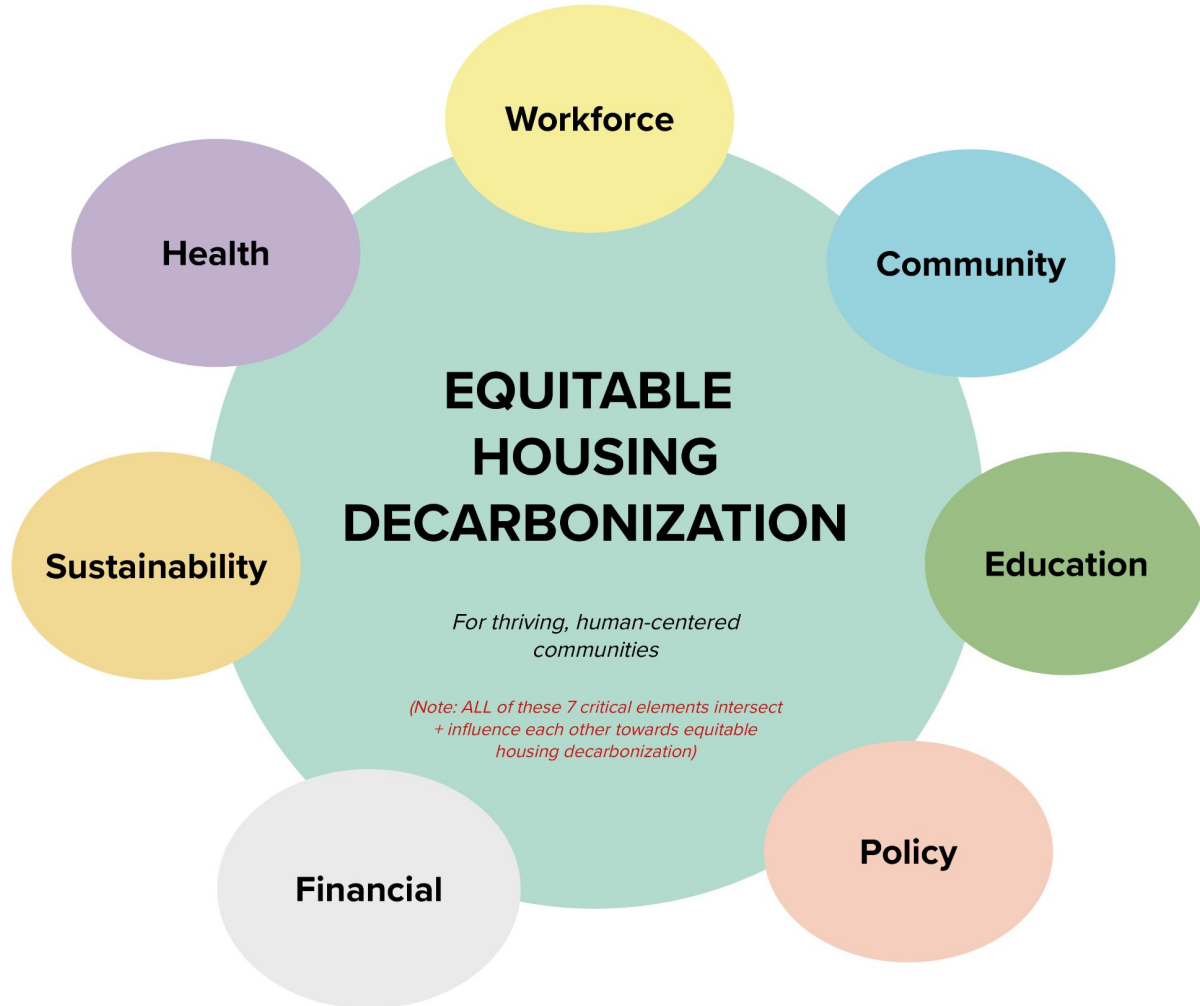 Workforce
Health
Community
EQUITABLE
HOUSING
DECARBONIZATION
Sustainability
Education
For thriving, human-centered
communities
(Note: ALL of these 7 critical elements intersect
+ influence each other towards equitable
housing decarbonization)
Financial
Policy